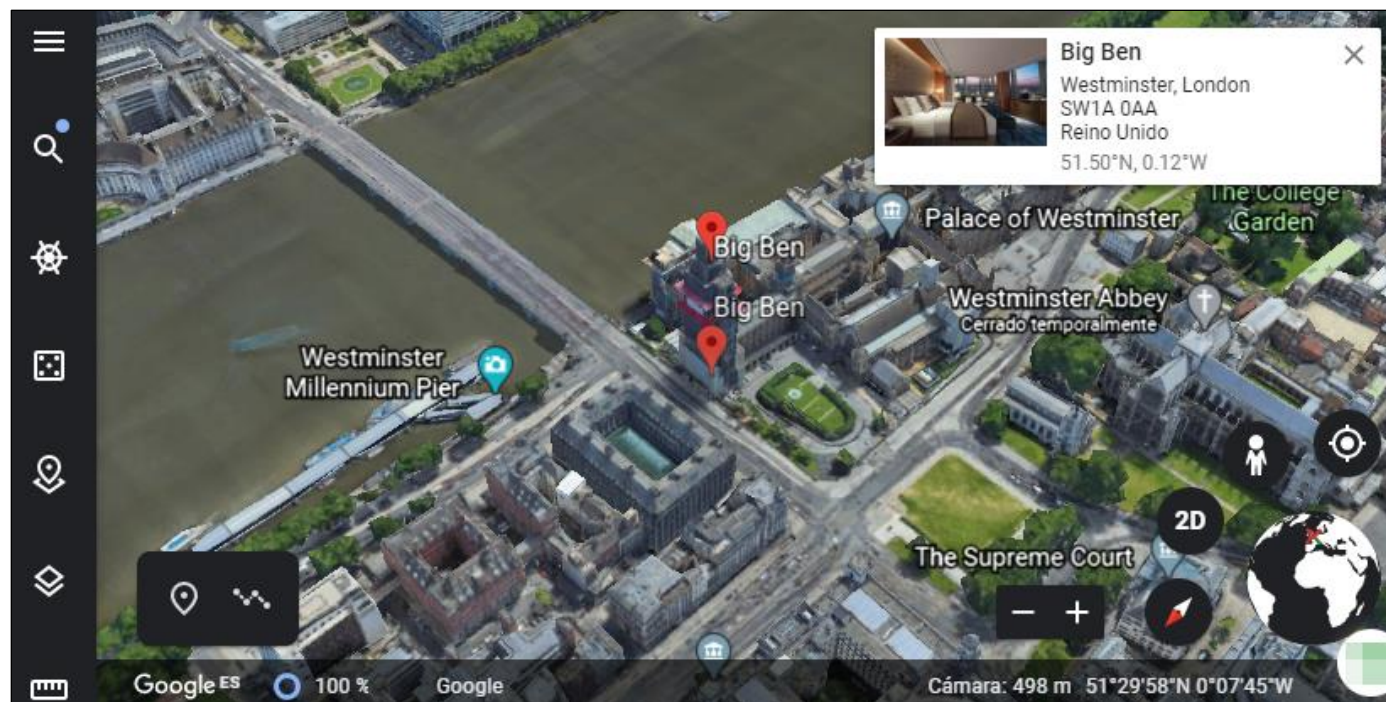 Big Ben
Westminster, London
SW1A 0AA
Reino Unido
51.50°N, 0.12°W
The College
Garden
Palace of Westminster
Big Ben
Westminster Abbey
Cerrado temporalmente
Big Ben
Westminster
Millennium Pier
2D
The Supreme Court
Google ES
100 %
Google
Cámara: 498 m 51°29'58"N 0°07'45"W